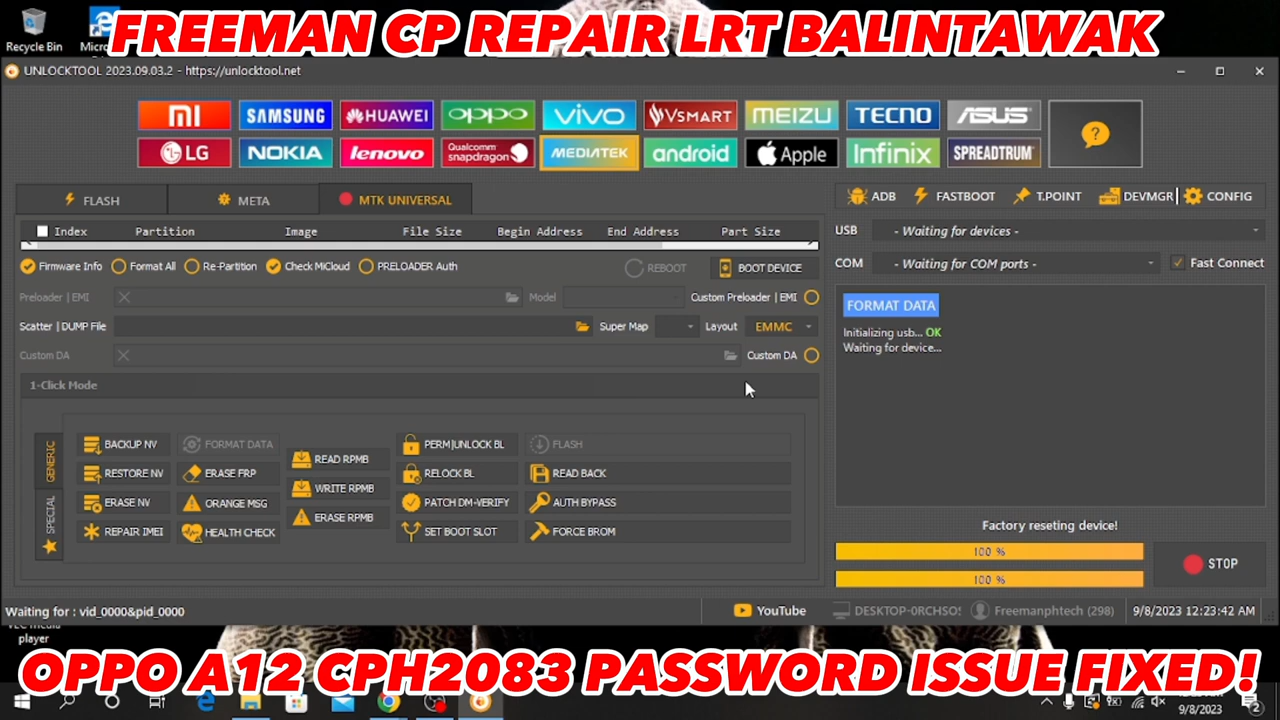 FREEMAN CP REPAIR LRT BALINTAWAK
Recycle Bin
UNLOCKTOOL 2023.09.03.2 - https://unlocktool.net
SAMSUNG HUAWEI oppo vivo VSMART MEIZU TECNO ASUS
LG NOKIA lenovo Qualcomm snapdragon MEDIATEK android Apple Infinix SPREADTRUM
FLASH META MTK UNIVERSAL
ADB FASTBOOT T.POINT DEVMGR CONFIG
Index Partition Image File Size Begin Address End Address Part Size
USB - Waiting for devices -
Firmware Info Format All Re-Partition Check MiCloud PRELOADER Auth REBOOT BOOT DEVICE
COM - Waiting for COM ports - Fast Connect
Preloader | EMI Model Custom Preloader | EMI
Scatter | DUMP File Super Map Layout EMMC
Custom DA Custom DA
FORMAT DATA
Initializing usb... OK
Waiting for device...
1-Click Mode
GENERIC
SPECIAL
BACKUP NV FORMAT DATA PERM|UNLOCK BL FLASH
READ RPMB
RESTORE NV ERASE FRP RELOCK BL READ BACK
WRITE RPMB
ERASE NV ORANGE MSG PATCH DM-VERIFY AUTH BYPASS
ERASE RPMB
REPAIR IMEI HEALTH CHECK SET BOOT SLOT FORCE BROM
Factory resetting device!
100 %
100 %
STOP
Waiting for : vid_0000&pid_0000 YouTube DESKTOP-0RCHSO! Freemanphtech (298) 9/8/2023 12:23:42 AM
player
OPPO A12 CPH2083 PASSWORD ISSUE FIXED!
9/8/2023